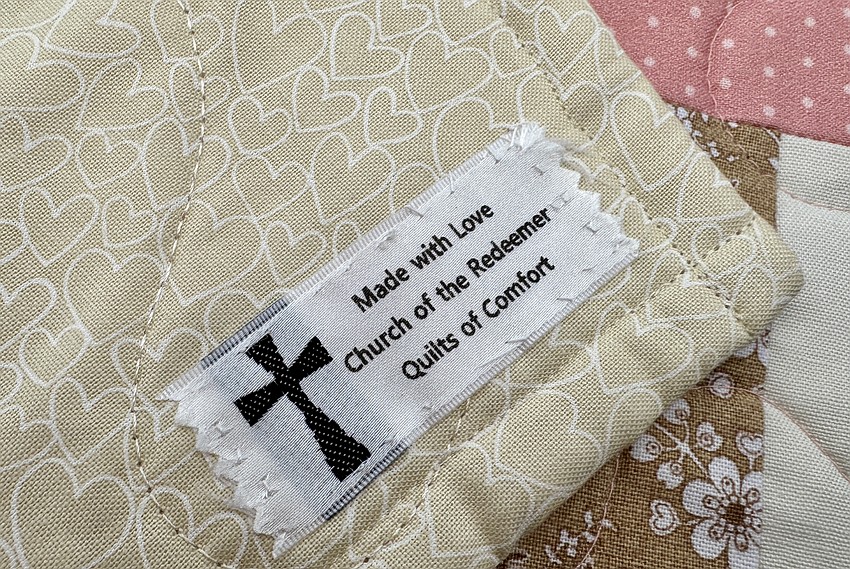 Made with Love
Church of the Redeemer
Quilts of Comfort